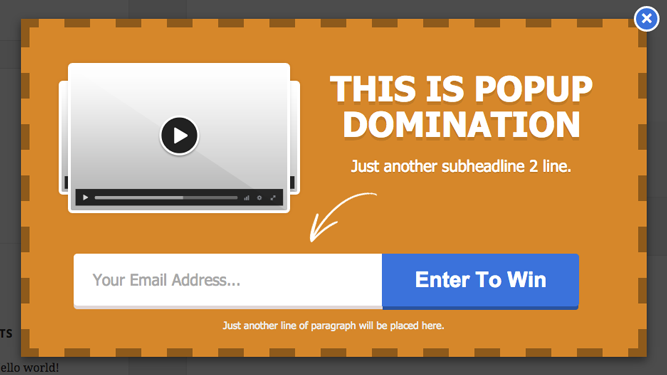 THIS IS POPUP
DOMINATION
Just another subheadline 2 line.
Your Email Address...
Enter To Win
Just another line of paragraph will be placed here.
TS
ello world!